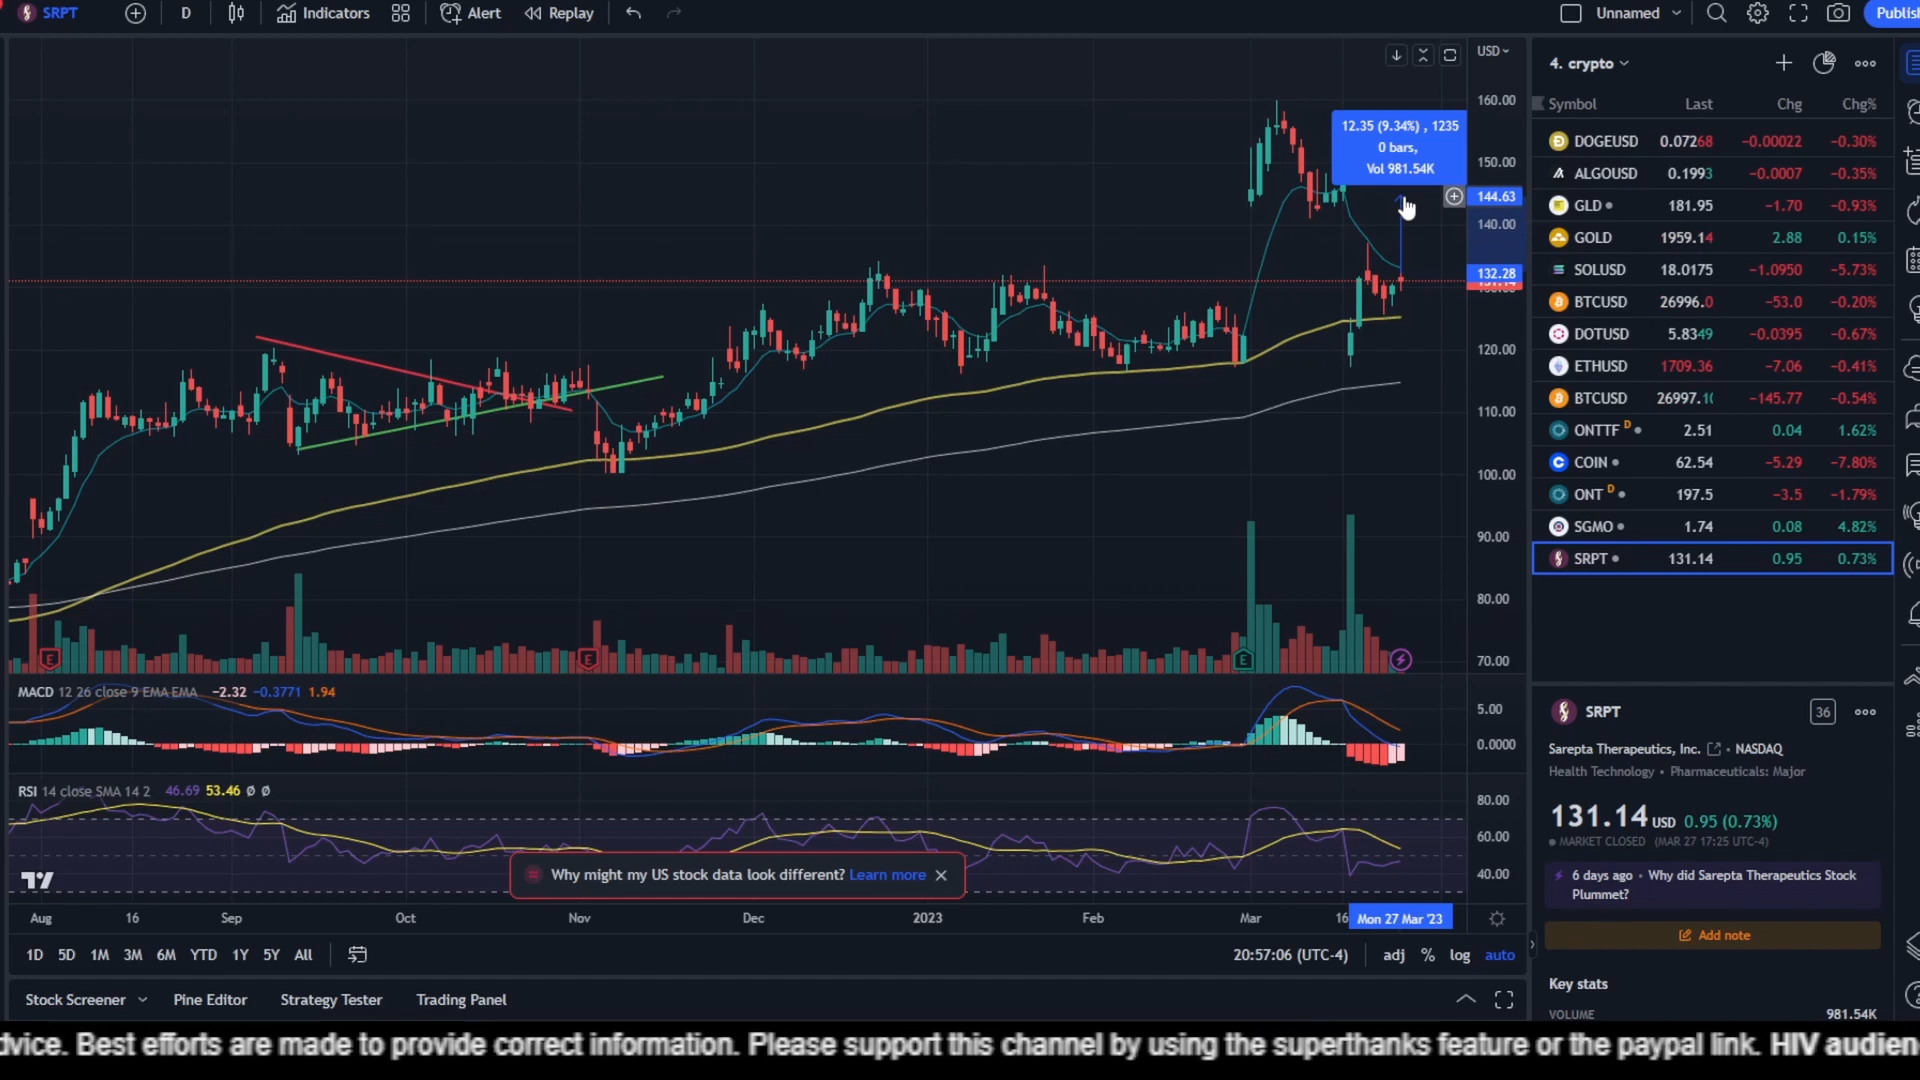 SRPT D Indicators Alert Replay Unnamed Publish
USD
12.35 (9.34%) , 1235
0 bars,
Vol 981.54K
160.00
150.00
144.63
140.00
132.28
120.00
110.00
100.00
90.00
80.00
70.00
E E E
MACD 12 26 close 9 EMA EMA −2.32 −0.3771 1.94
5.00
0.0000
RSI 14 close SMA 14 2 46.69 53.46 Ø Ø
80.00
60.00
40.00
Why might my US stock data look different? Learn more
Aug 16 Sep Oct Nov Dec 2023 Feb Mar 16 Mon 27 Mar '23
1D 5D 1M 3M 6M YTD 1Y 5Y All 20:57:06 (UTC-4) adj % log auto
Stock Screener Pine Editor Strategy Tester Trading Panel
4. crypto
Symbol Last Chg Chg%
DOGEUSD 0.07268 −0.00022 −0.30%
ALGOUSD 0.1993 −0.0007 −0.35%
GLD 181.95 −1.70 −0.93%
GOLD 1959.14 2.88 0.15%
SOLUSD 18.0175 −1.0950 −5.73%
BTCUSD 26996.0 −53.0 −0.20%
DOTUSD 5.8349 −0.0395 −0.67%
ETHUSD 1709.36 −7.06 −0.41%
BTCUSD 26997.1 −145.77 −0.54%
ONTTF D 2.51 0.04 1.62%
COIN 62.54 −5.29 −7.80%
ONT D 197.5 −3.5 −1.79%
SGMO 1.74 0.08 4.82%
SRPT 131.14 0.95 0.73%
SRPT 36
Sarepta Therapeutics, Inc. • NASDAQ
Health Technology • Pharmaceuticals: Major
131.14 USD 0.95 (0.73%)
MARKET CLOSED (MAR 27 17:25 UTC-4)
6 days ago • Why did Sarepta Therapeutics Stock
Plummet?
Add note
Key stats
VOLUME 981.54K
dvice. Best efforts are made to provide correct information. Please support this channel by using the superthanks feature or the paypal link. HIV audien